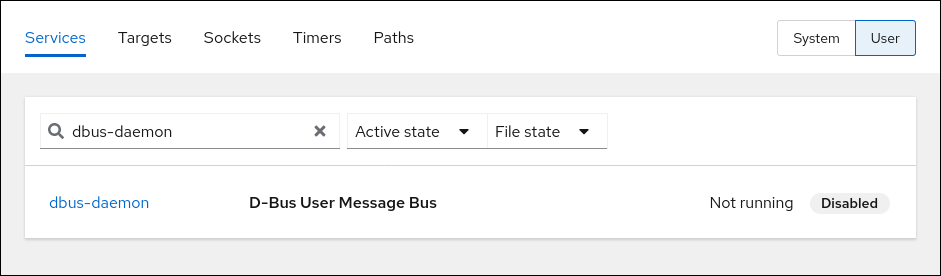 Services Targets Sockets Timers Paths System User
dbus-daemon Active state File state
dbus-daemon D-Bus User Message Bus Not running Disabled